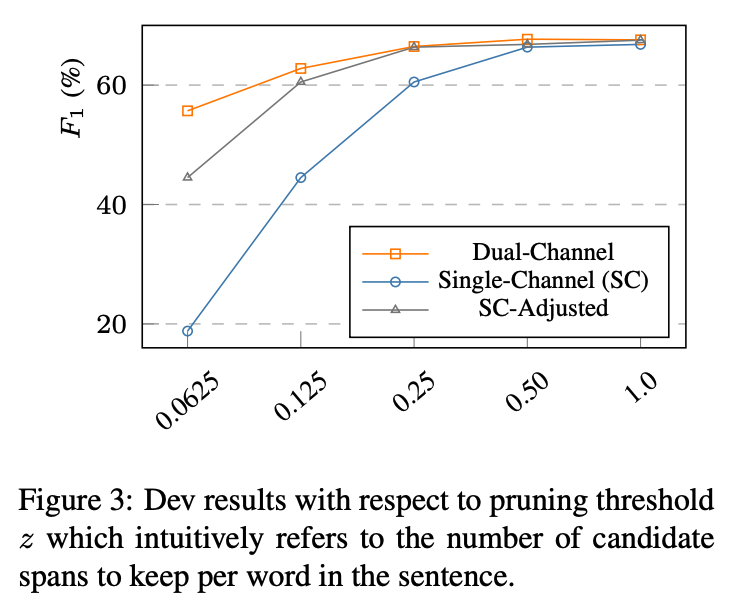 F1 (%)
60
40
20
Dual-Channel
Single-Channel (SC)
SC-Adjusted
0.0625
0.125
0.25
0.50
1.0
Figure 3: Dev results with respect to pruning threshold
z which intuitively refers to the number of candidate
spans to keep per word in the sentence.